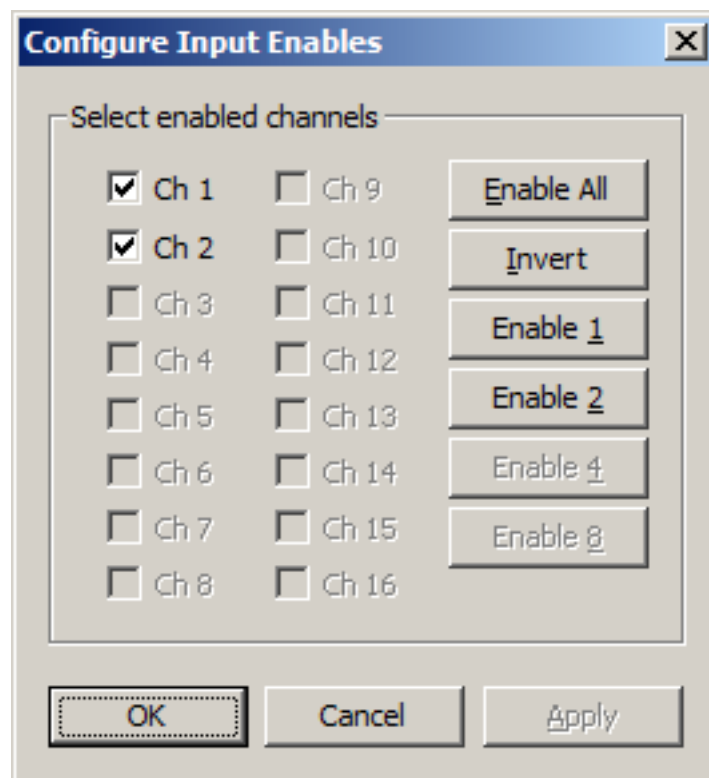 Configure Input Enables
Select enabled channels
Ch 1
Ch 2
Ch 3
Ch 4
Ch 5
Ch 6
Ch 7
Ch 8
Ch 9
Ch 10
Ch 11
Ch 12
Ch 13
Ch 14
Ch 15
Ch 16
Enable All
Invert
Enable 1
Enable 2
Enable 4
Enable 8
OK
Cancel
Apply